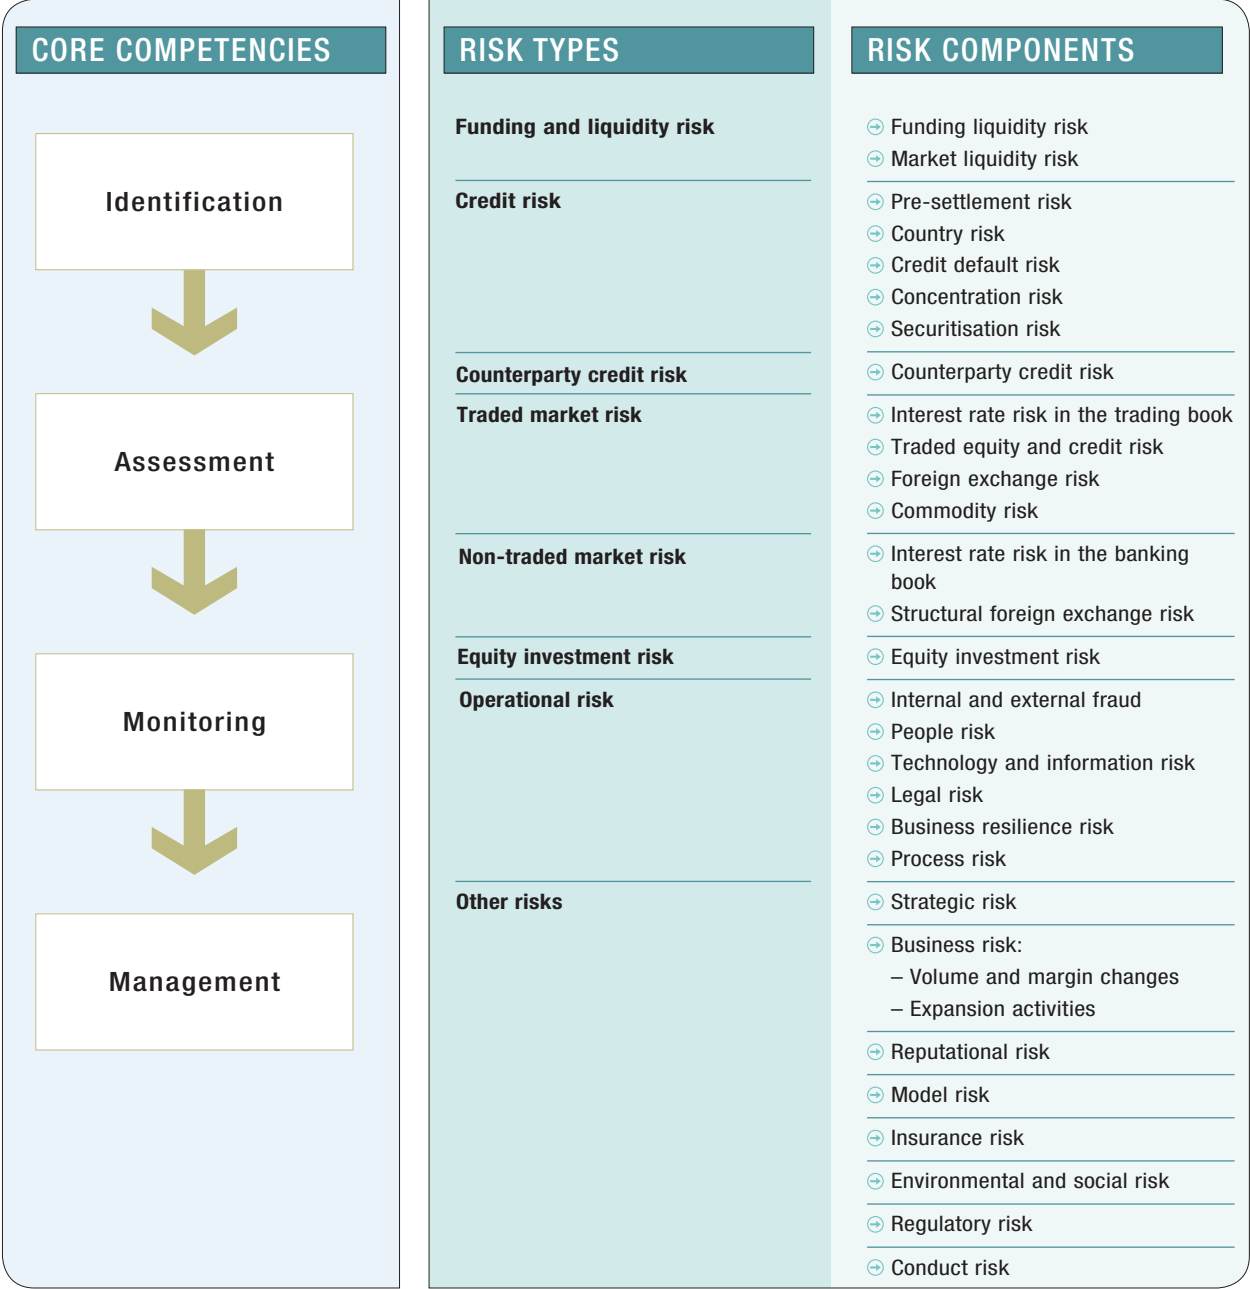 CORE COMPETENCIES
Identification
Assessment
Monitoring
Management
RISK TYPES
RISK COMPONENTS
Funding and liquidity risk
Funding liquidity risk
Market liquidity risk
Credit risk
Pre-settlement risk
Country risk
Credit default risk
Concentration risk
Securitisation risk
Counterparty credit risk
Counterparty credit risk
Traded market risk
Interest rate risk in the trading book
Traded equity and credit risk
Foreign exchange risk
Commodity risk
Non-traded market risk
Interest rate risk in the banking
book
Structural foreign exchange risk
Equity investment risk
Equity investment risk
Operational risk
Internal and external fraud
People risk
Technology and information risk
Legal risk
Business resilience risk
Process risk
Other risks
Strategic risk
Business risk:
– Volume and margin changes
– Expansion activities
Reputational risk
Model risk
Insurance risk
Environmental and social risk
Regulatory risk
Conduct risk